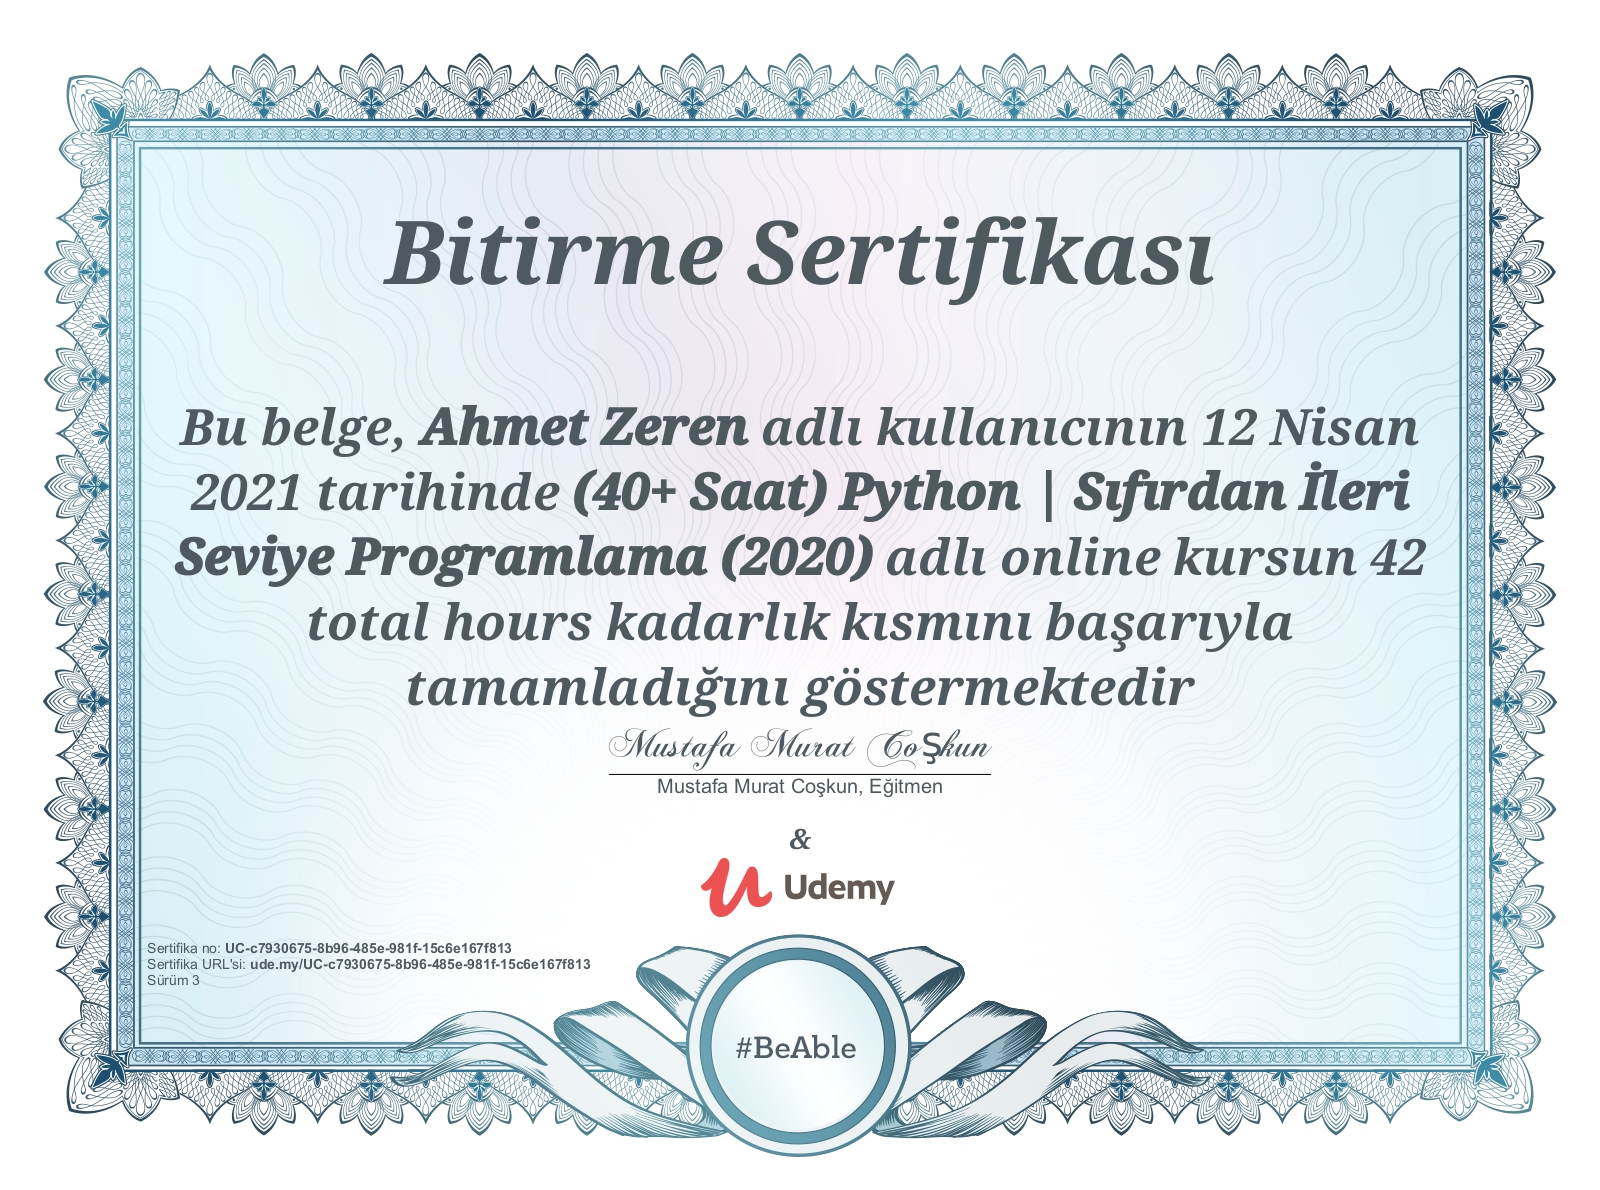 Bitirme Sertifikası
Bu belge, Ahmet Zeren adlı kullanıcının 12 Nisan
2021 tarihinde (40+ Saat) Python | Sıfırdan İleri
Seviye Programlama (2020) adlı online kursun 42
total hours kadarlık kısmını başarıyla
tamamladığını göstermektedir
Mustafa Murat Coşkun
Mustafa Murat Coşkun, Eğitmen
&
Udemy
Sertifika no: UC-c7930675-8b96-485e-981f-15c6e167f813
Sertifika URL'si: ude.my/UC-c7930675-8b96-485e-981f-15c6e167f813
Sürüm 3
#BeAble